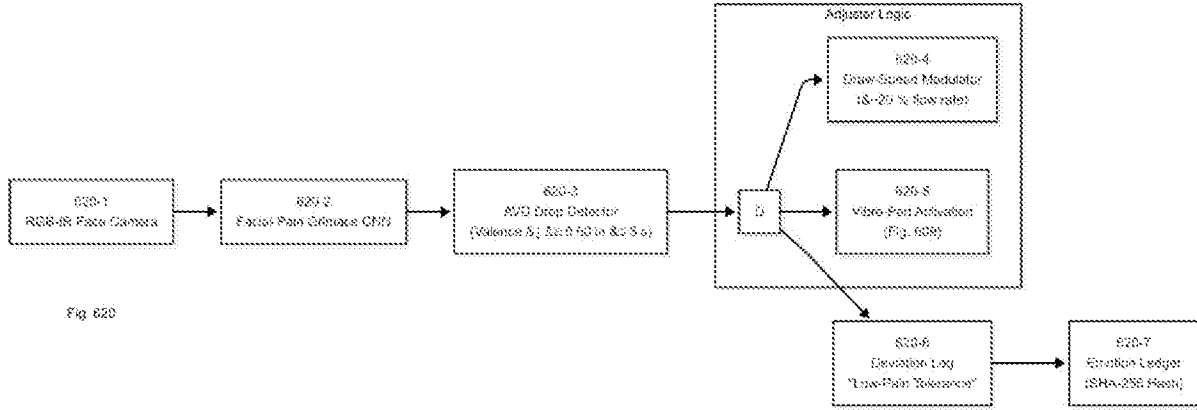 Adjuster Logic
620-4
Draw-Speed Modulator
(&-20 % flow rate)
620-1
RGB-IR Face Camera
620-2
Facial Pain Grimace CNN
620-3
AVD Drop Detector
(Valence
D
620-5
Vibro-Port Activation
(Fig. 609)
Fig. 620
620-6
Deviation Log
"Low-Pain Tolerance"
620-7
Emotion Ledger
(SHA-256 Hash)